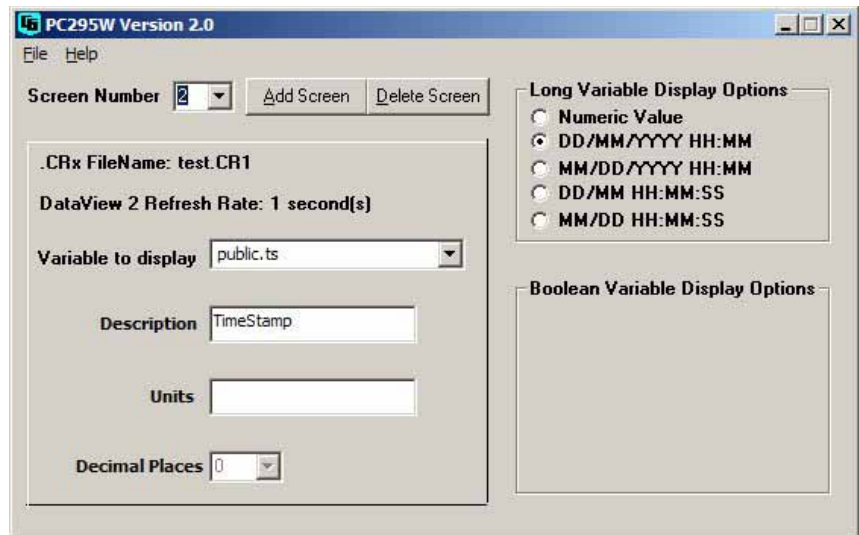 PC295W Version 2.0
File Help
Screen Number 2 Add Screen Delete Screen
.CRx FileName: test.CR1
DataView 2 Refresh Rate: 1 second(s)
Variable to display public.ts
Description TimeStamp
Units
Decimal Places 0
Long Variable Display Options
Numeric Value
DD/MM/YYYY HH:MM
MM/DD/YYYY HH:MM
DD/MM HH:MM:SS
MM/DD HH:MM:SS
Boolean Variable Display Options